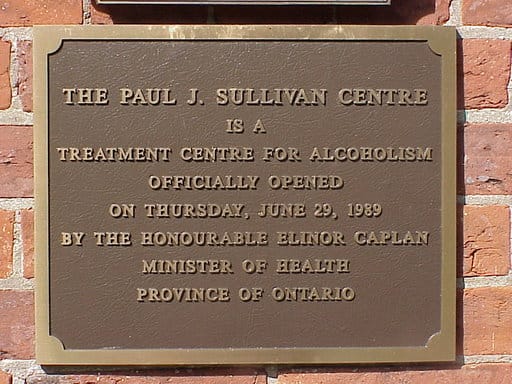 THE PAUL J. SULLIVAN CENTRE
IS A
TREATMENT CENTRE FOR ALCOHOLISM
OFFICIALLY OPENED
ON THURSDAY, JUNE 29, 1989
BY THE HONOURABLE ELINOR CAPLAN
MINISTER OF HEALTH
PROVINCE OF ONTARIO